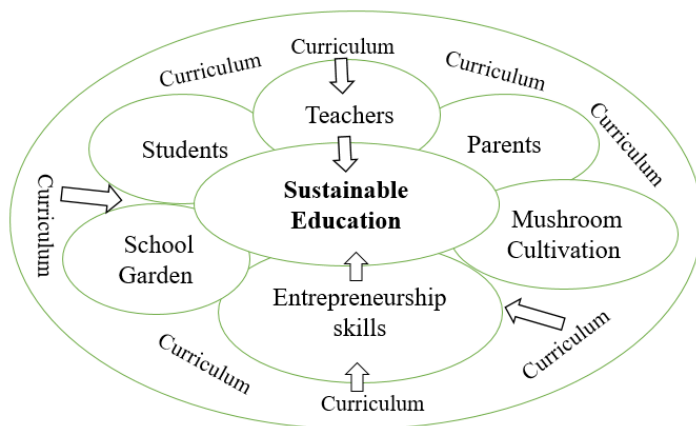 Curriculum
Curriculum
Curriculum
Teachers
Students
Parents
Curriculum
Sustainable
Education
Curriculum
School
Garden
Mushroom
Cultivation
Entrepreneurship
skills
Curriculum
Curriculum
Curriculum